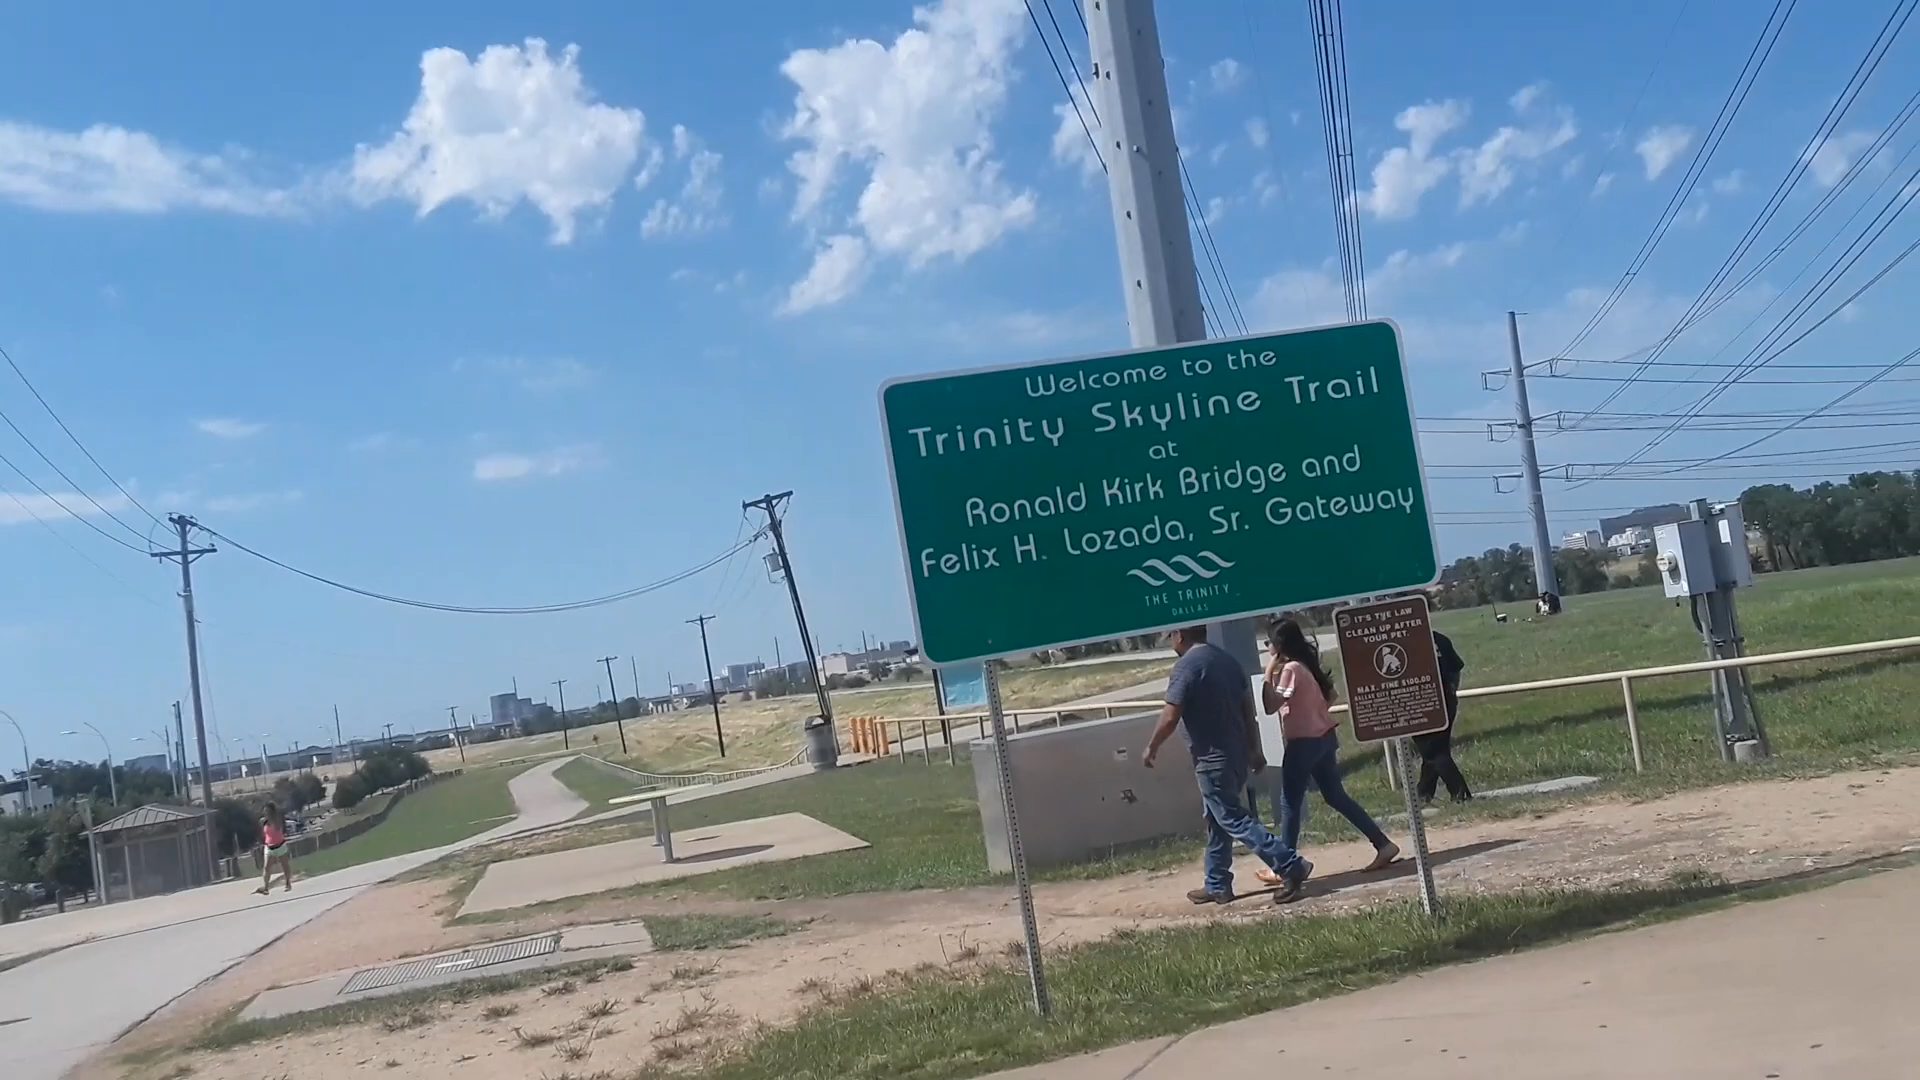 Welcome to the
Trinity Skyline Trail
at
Ronald Kirk Bridge and
Felix H. Lozada, Sr. Gateway
THE TRINITY
DALLAS
IT'S THE LAW
CLEAN UP AFTER
YOUR PET.
MAX. FINE $100.00